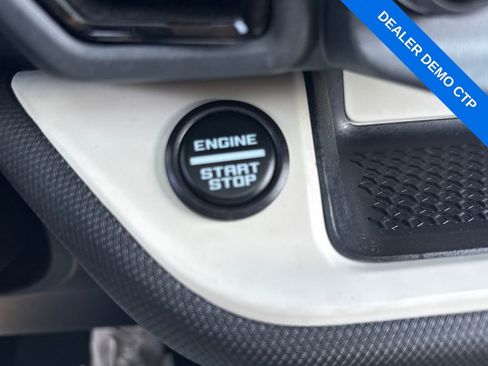 DEALER DEMO CTP
ENGINE
START
STOP